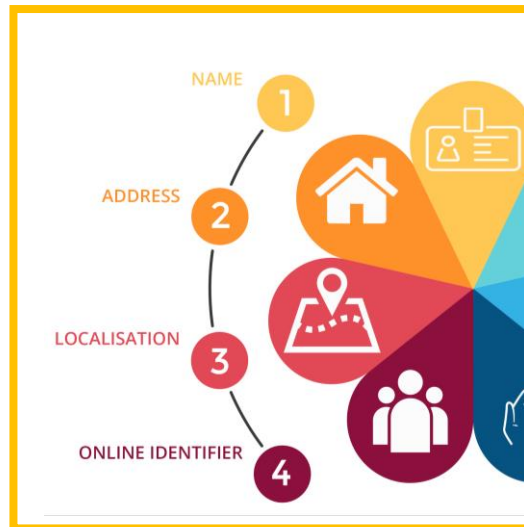 NAME
1
ADDRESS
2
LOCALISATION
3
ONLINE IDENTIFIER
4